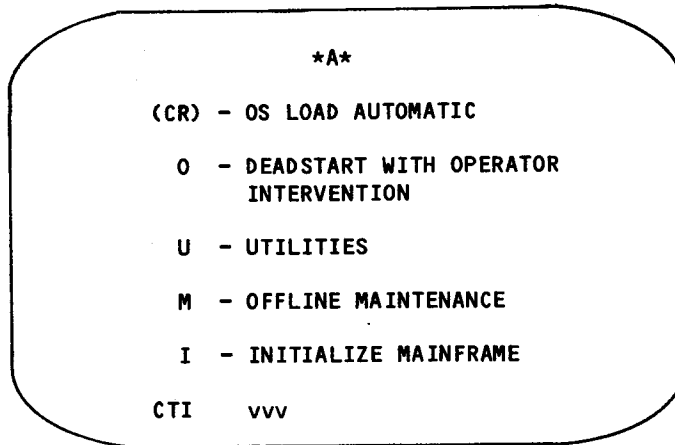 *A*
(CR) - OS LOAD AUTOMATIC
O - DEADSTART WITH OPERATOR
INTERVENTION
U - UTILITIES
M - OFFLINE MAINTENANCE
I - INITIALIZE MAINFRAME
CTI vvv